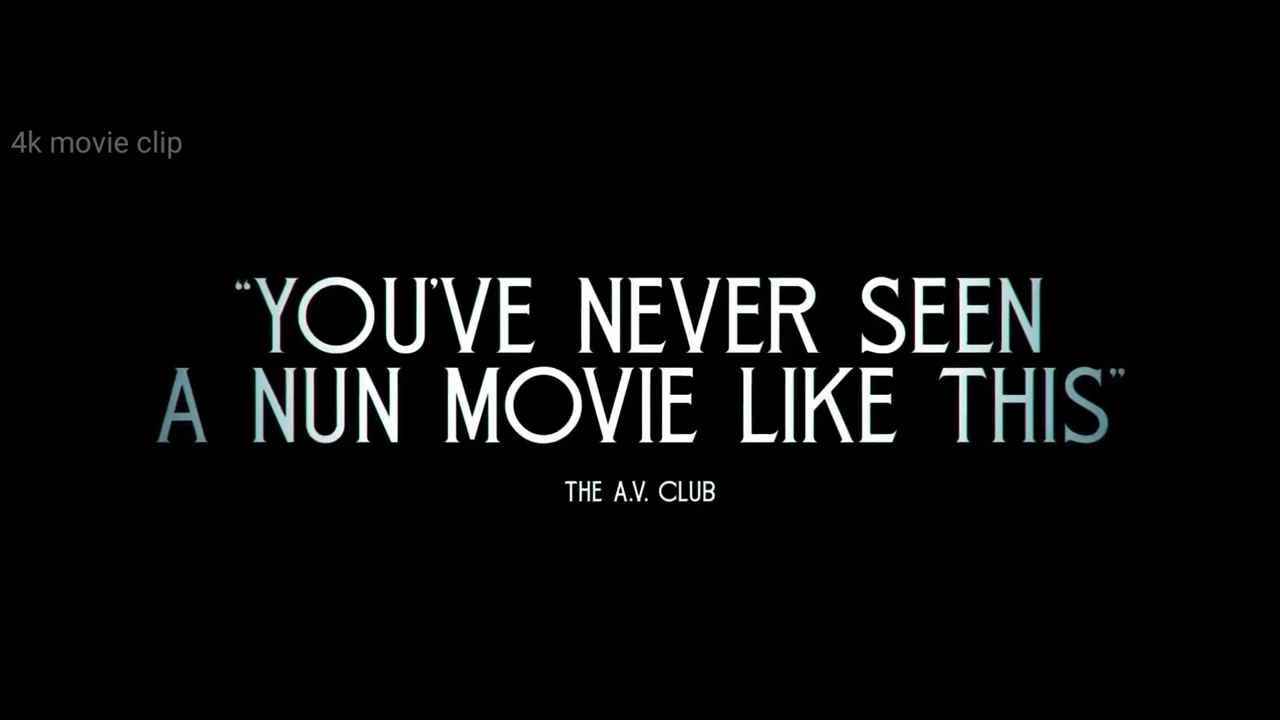 4k movie clip
“YOU’VE NEVER SEEN
A NUN MOVIE LIKE THIS”
THE A.V. CLUB